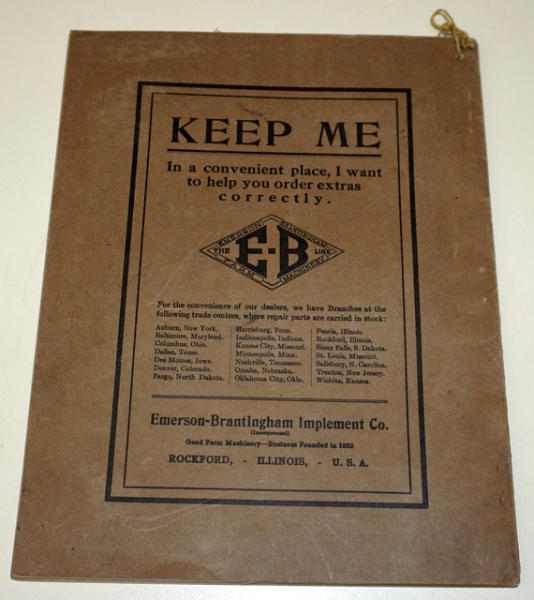 KEEP ME
In a convenient place, I want
to help you order extras
correctly.
EMERSON-BRANTINGHAM
THE E-B LINE
FARM MACHINERY
For the convenience of our dealers, we have Branches at the
following trade centers, where repair parts are carried in stock:
Auburn, New York.
Baltimore, Maryland.
Columbus, Ohio.
Dallas, Texas.
Des Moines, Iowa.
Denver, Colorado.
Fargo, North Dakota.
Harrisburg, Penn.
Indianapolis, Indiana.
Kansas City, Missouri.
Minneapolis, Minn.
Nashville, Tennessee.
Omaha, Nebraska.
Oklahoma City, Okla.
Peoria, Illinois.
Rockford, Illinois.
Sioux Falls, S. Dakota.
St. Louis, Missouri.
Salisbury, N. Carolina.
Trenton, New Jersey.
Wichita, Kansas.
Emerson-Brantingham Implement Co.
(Incorporated)
Good Farm Machinery—Business Founded in 1852
ROCKFORD, - ILLINOIS, - U. S. A.